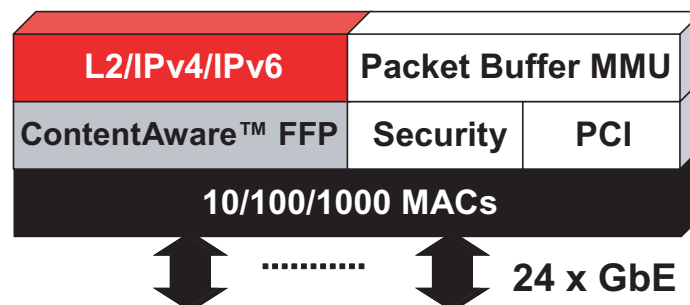 L2/IPv4/IPv6
Packet Buffer MMU
ContentAware™ FFP
Security
PCI
10/100/1000 MACs
24 x GbE